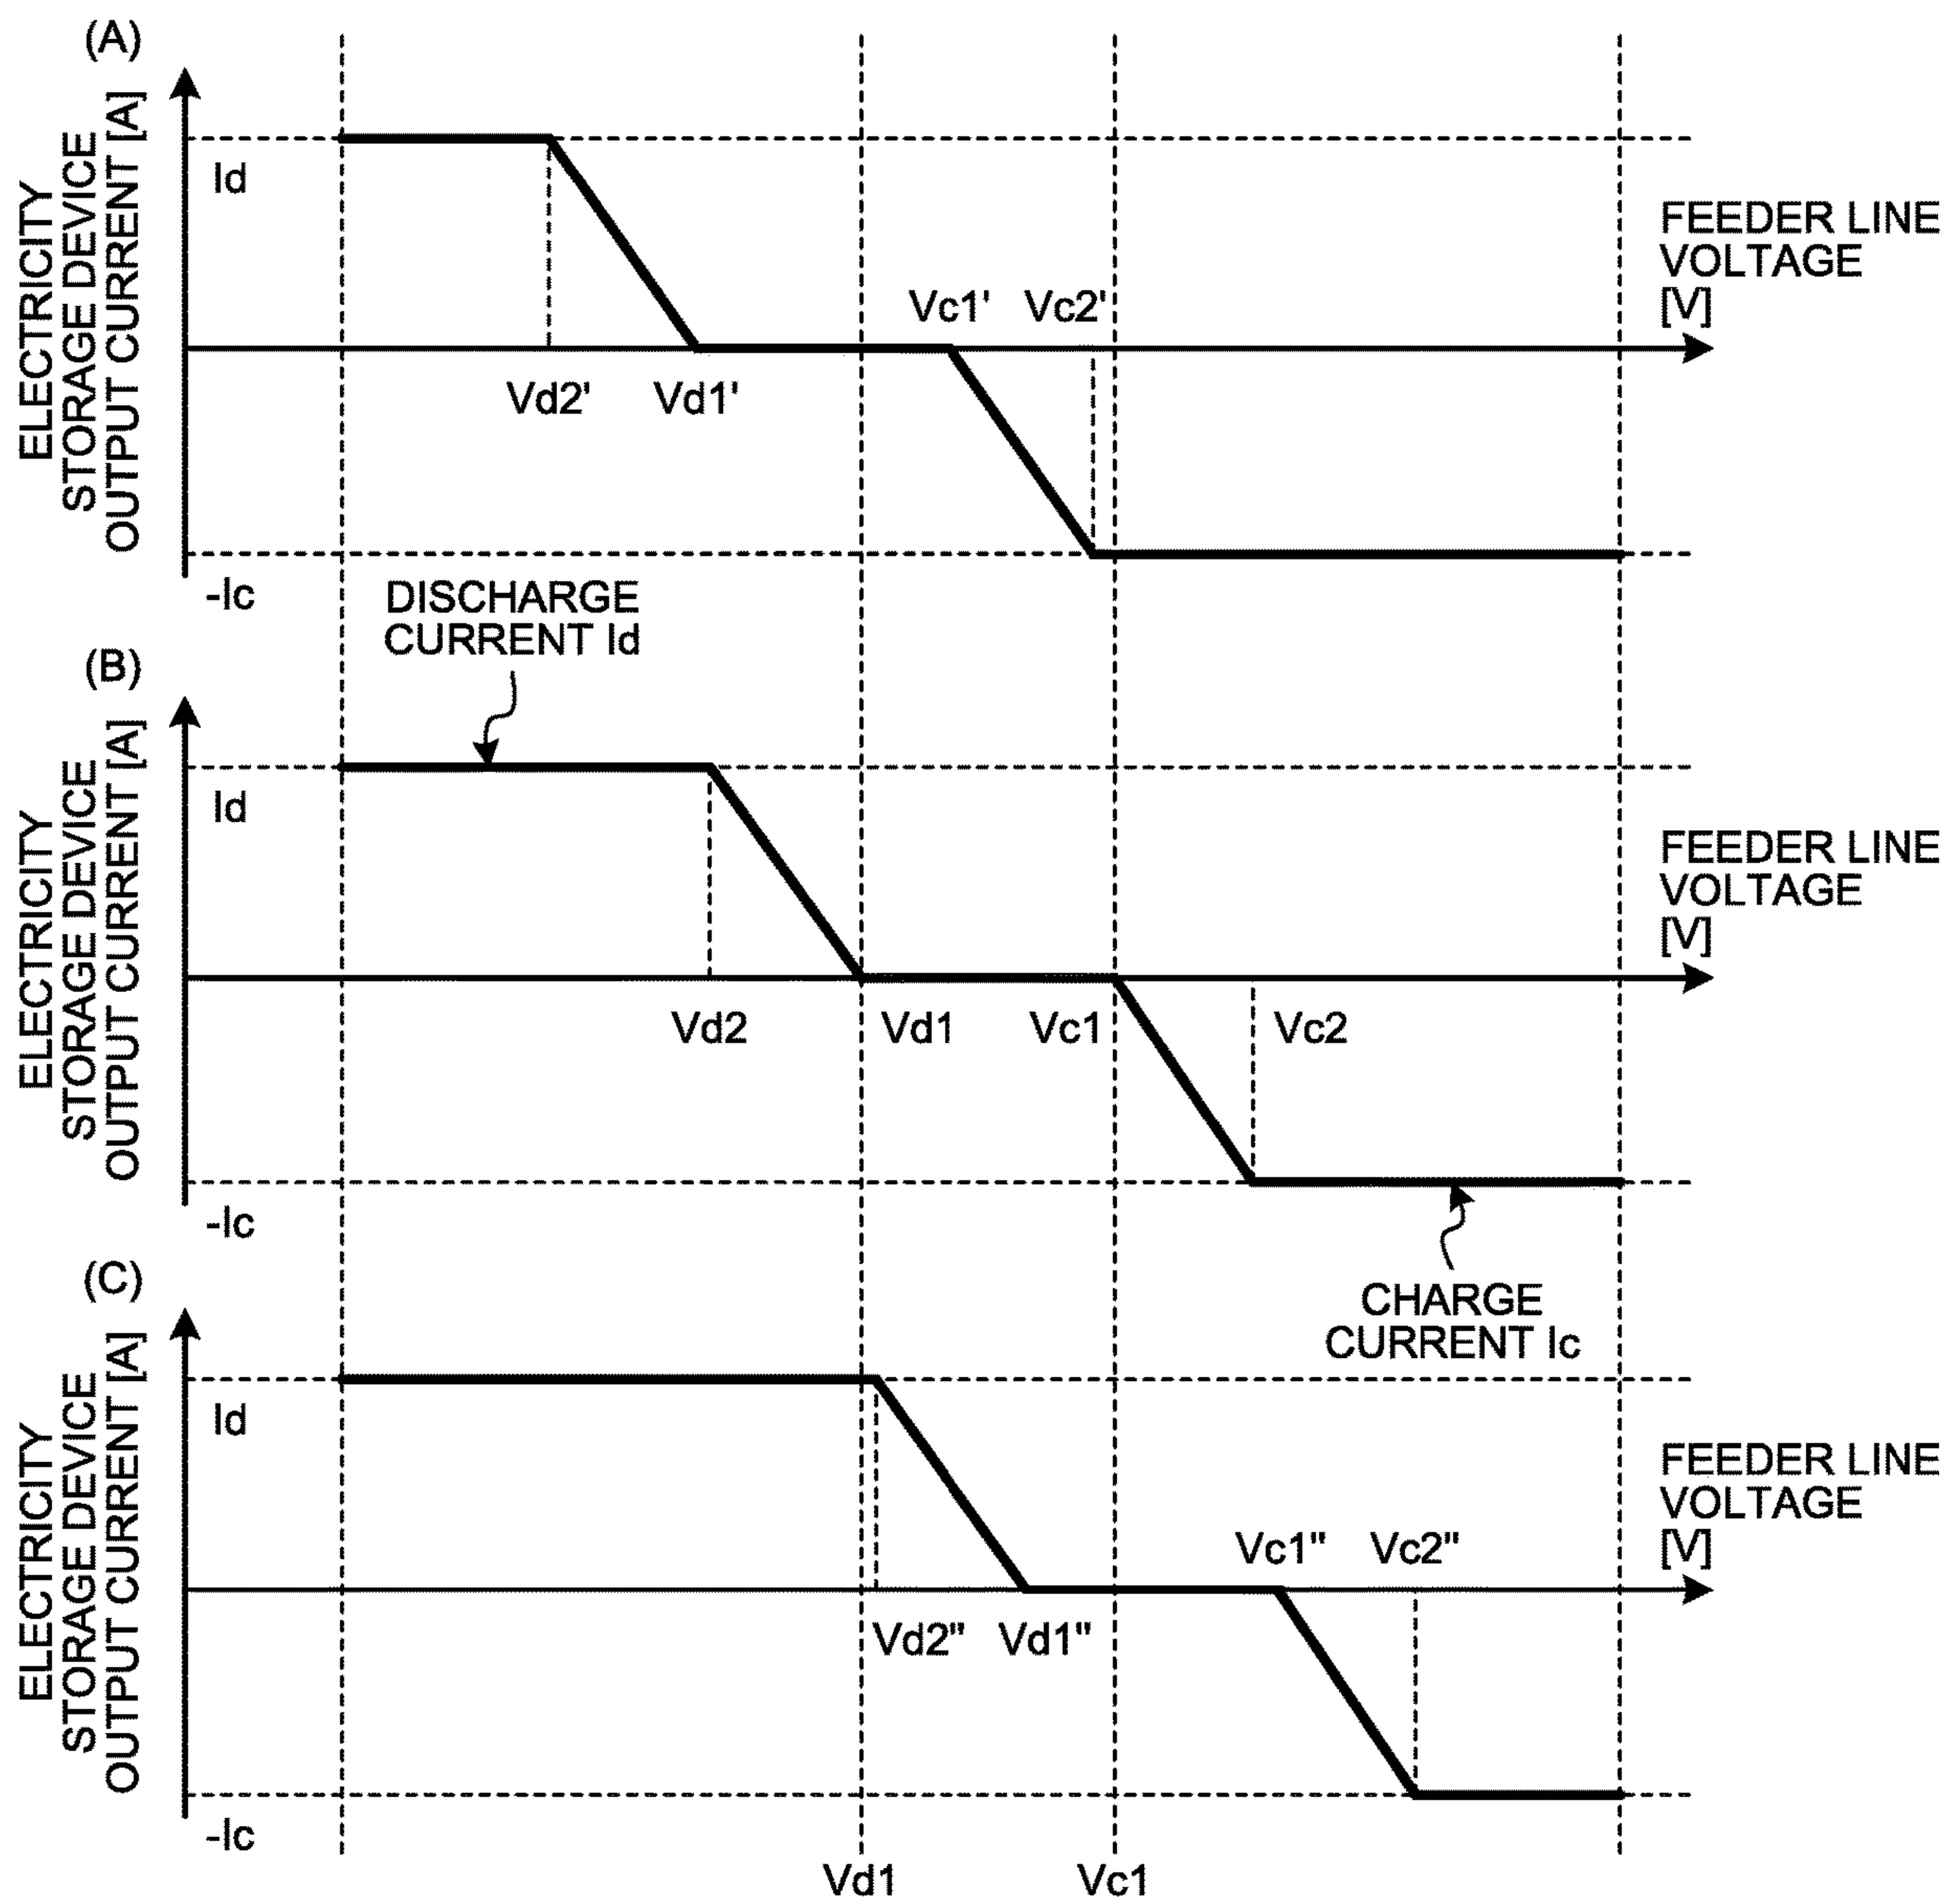 (A)
ELECTRICITY
STORAGE DEVICE
OUTPUT CURRENT [A]
Id
-Ic
Vd2'
Vd1'
Vc1'
Vc2'
FEEDER LINE
VOLTAGE
[V]
(B)
ELECTRICITY
STORAGE DEVICE
OUTPUT CURRENT [A]
DISCHARGE
CURRENT Id
Id
-Ic
Vd2
Vd1
Vc1
Vc2
FEEDER LINE
VOLTAGE
[V]
CHARGE
CURRENT Ic
(C)
ELECTRICITY
STORAGE DEVICE
OUTPUT CURRENT [A]
Id
-Ic
Vd2"
Vd1"
Vc1"
Vc2"
FEEDER LINE
VOLTAGE
[V]
Vd1
Vc1